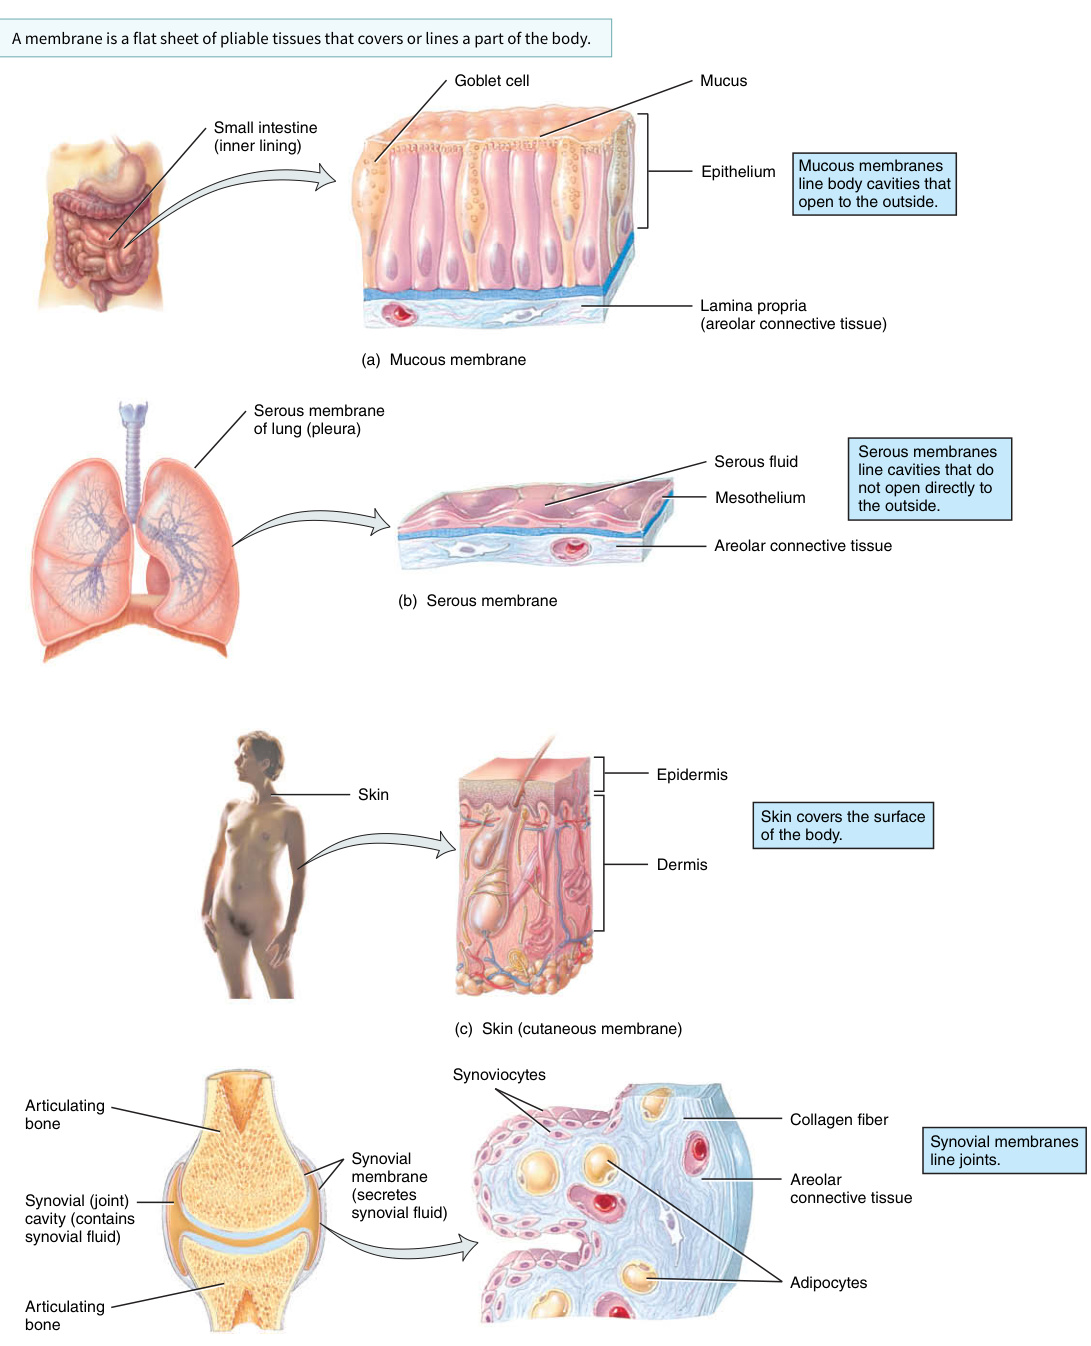 A membrane is a flat sheet of pliable tissues that covers or lines a part of the body.
Goblet cell
Mucus
Small intestine
(inner lining)
Epithelium
Mucous membranes
line body cavities that
open to the outside.
Lamina propria
(areolar connective tissue)
(a) Mucous membrane
Serous membrane
of lung (pleura)
Serous fluid
Mesothelium
Areolar connective tissue
Serous membranes
line cavities that do
not open directly to
the outside.
(b) Serous membrane
Skin
Epidermis
Dermis
Skin covers the surface
of the body.
(c) Skin (cutaneous membrane)
Articulating
bone
Synovial (joint)
cavity (contains
synovial fluid)
Articulating
bone
Synovial
membrane
(secretes
synovial fluid)
Synoviocytes
Collagen fiber
Areolar
connective tissue
Adipocytes
Synovial membranes
line joints.